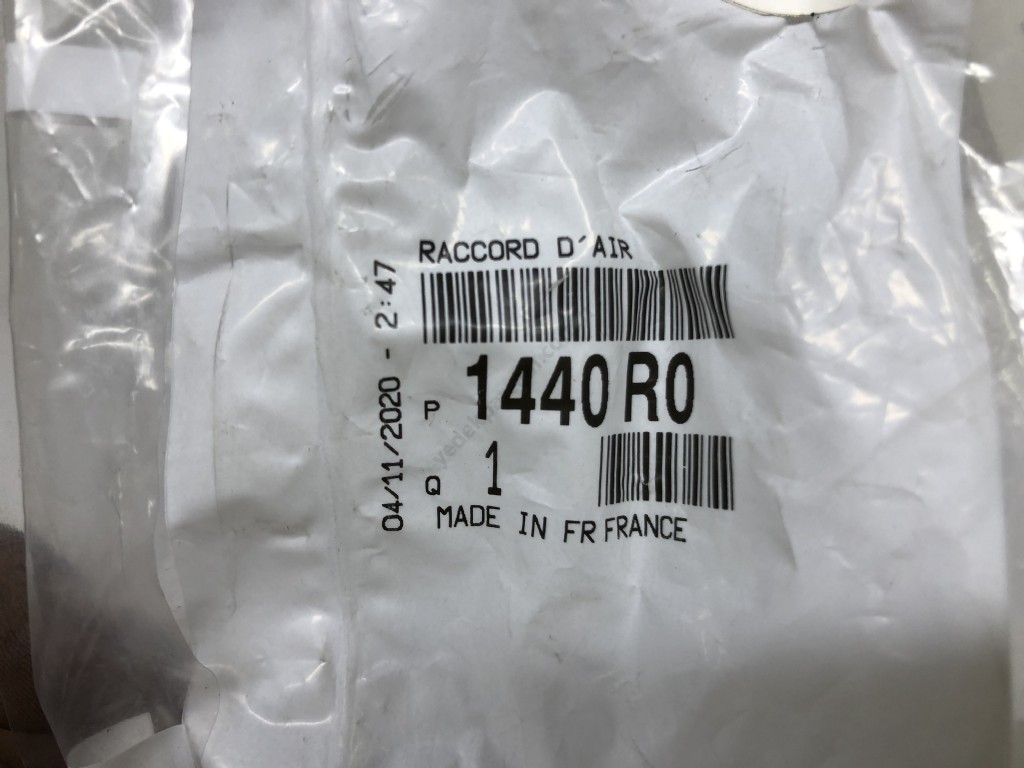 RACCORD D'AIR
04/11/2020 - 2:47
P 1440 R0
Q 1
MADE IN FR FRANCE